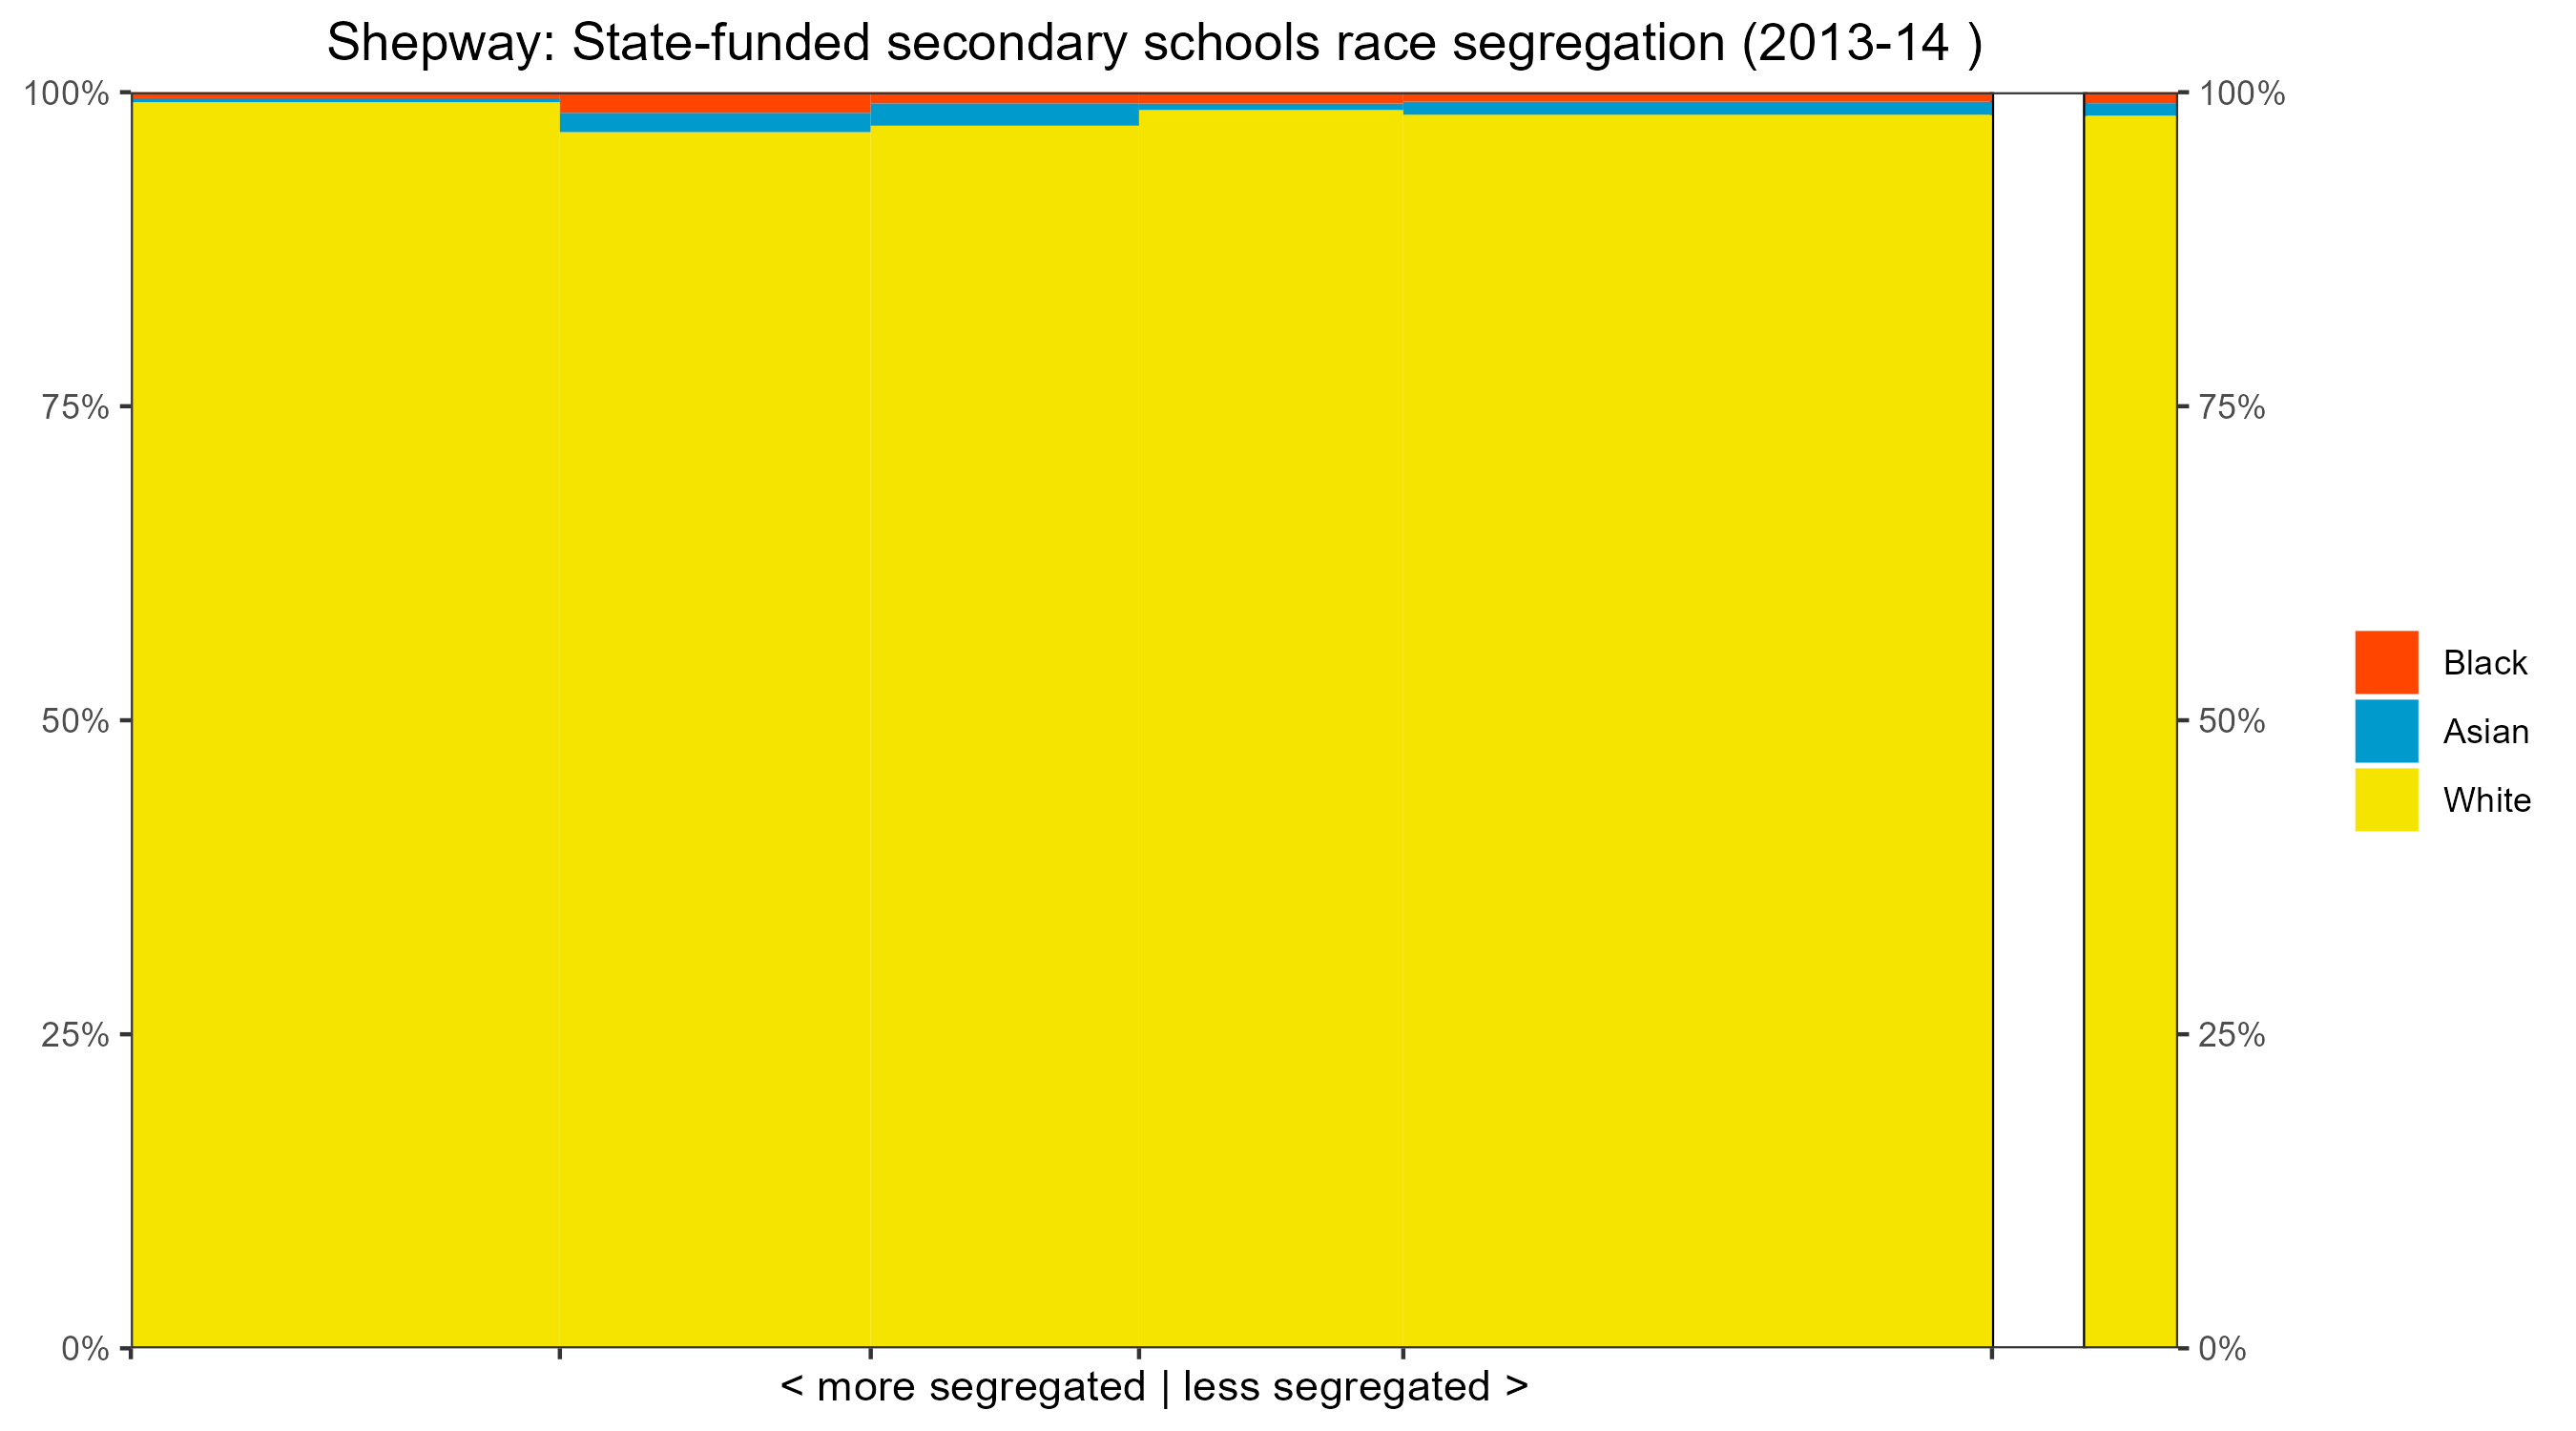 Shepway: State-funded secondary schools race segregation (2013-14 )
100%
75%
50%
25%
0%
100%
75%
50%
25%
0%
Black
Asian
White
< more segregated | less segregated >